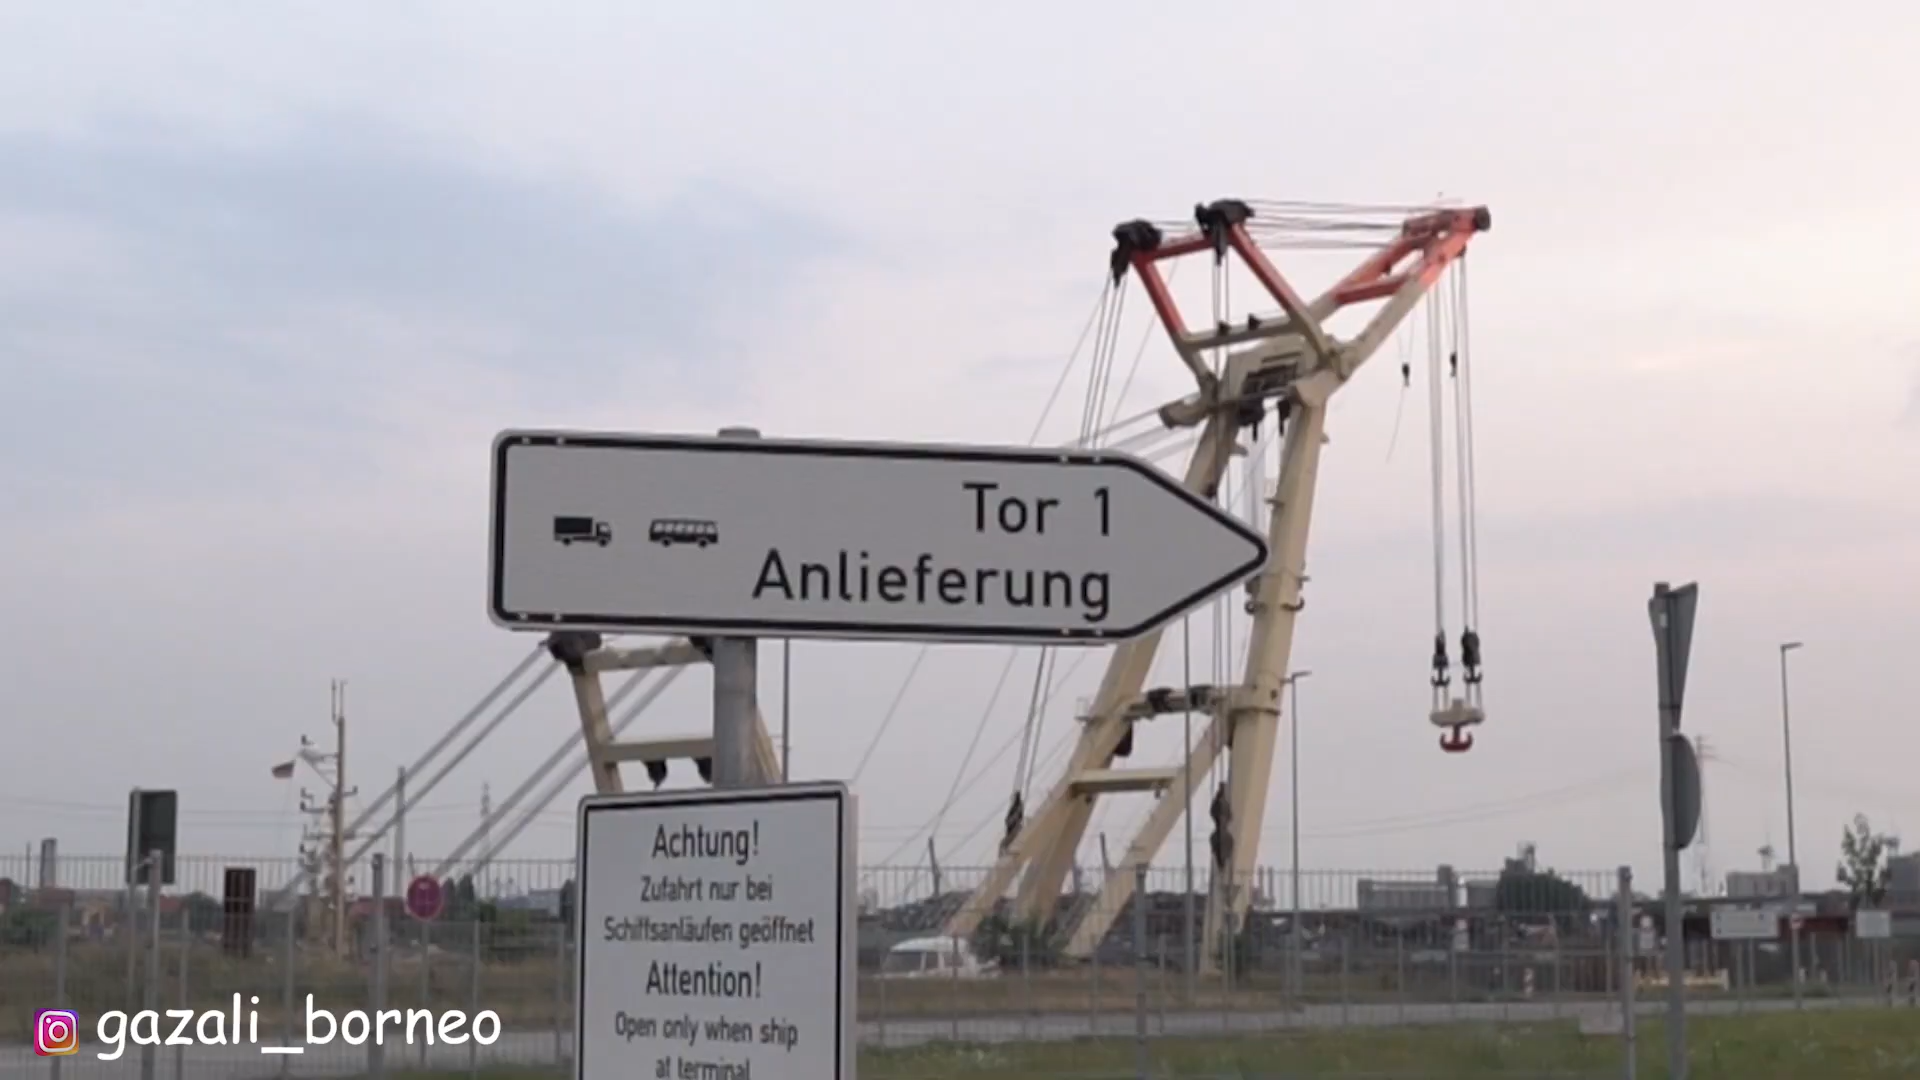 Tor 1
Anlieferung
Achtung!
Zufahrt nur bei
Schiffsanläufen geöffnet
Attention!
Open only when ship
at terminal
gazali_borneo